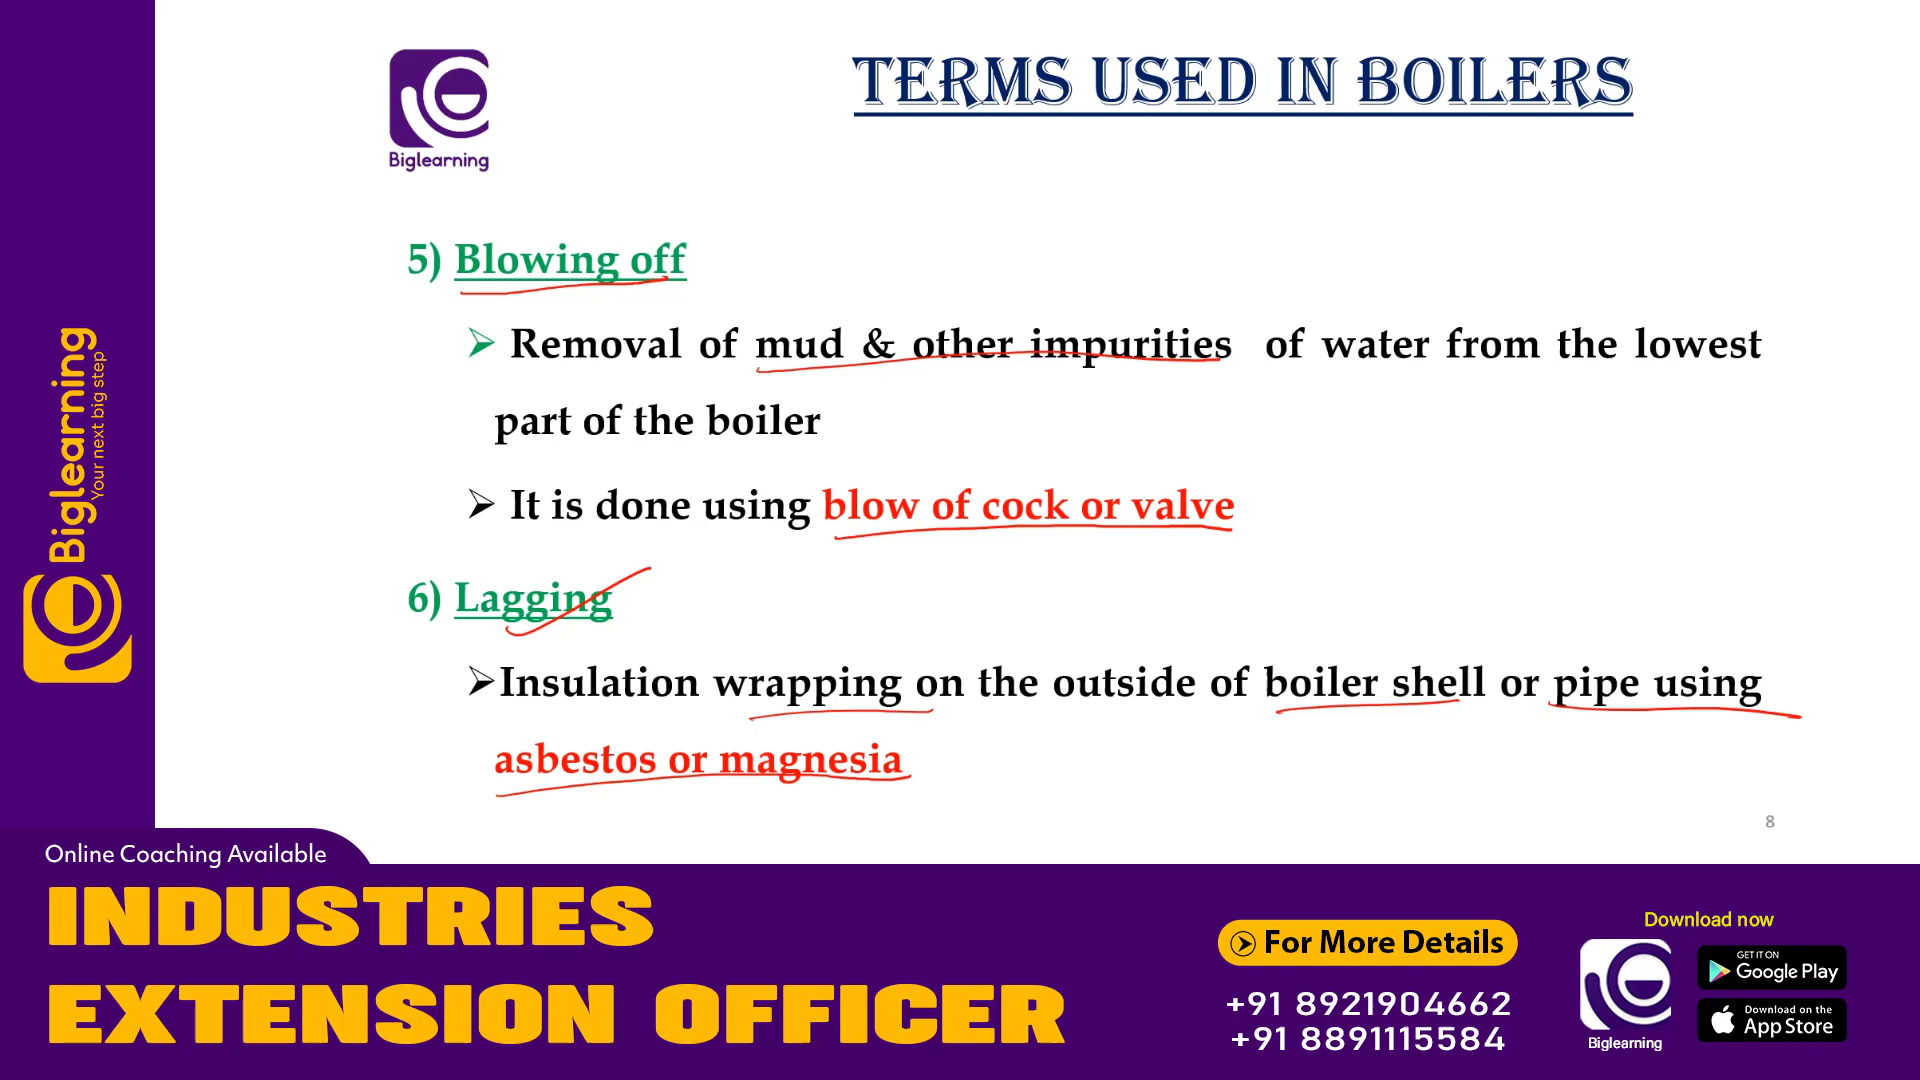 Biglearning
TERMS USED IN BOILERS
5) Blowing off
Removal of mud & other impurities of water from the lowest
part of the boiler
It is done using blow of cock or valve
6) Lagging
Insulation wrapping on the outside of boiler shell or pipe using
asbestos or magnesia
8
Biglearning
Your next big step
Online Coaching Available
INDUSTRIES
EXTENSION OFFICER
For More Details
+91 8921904662
+91 8891115584
Download now
Biglearning
GET IT ON
Google Play
Download on the
App Store